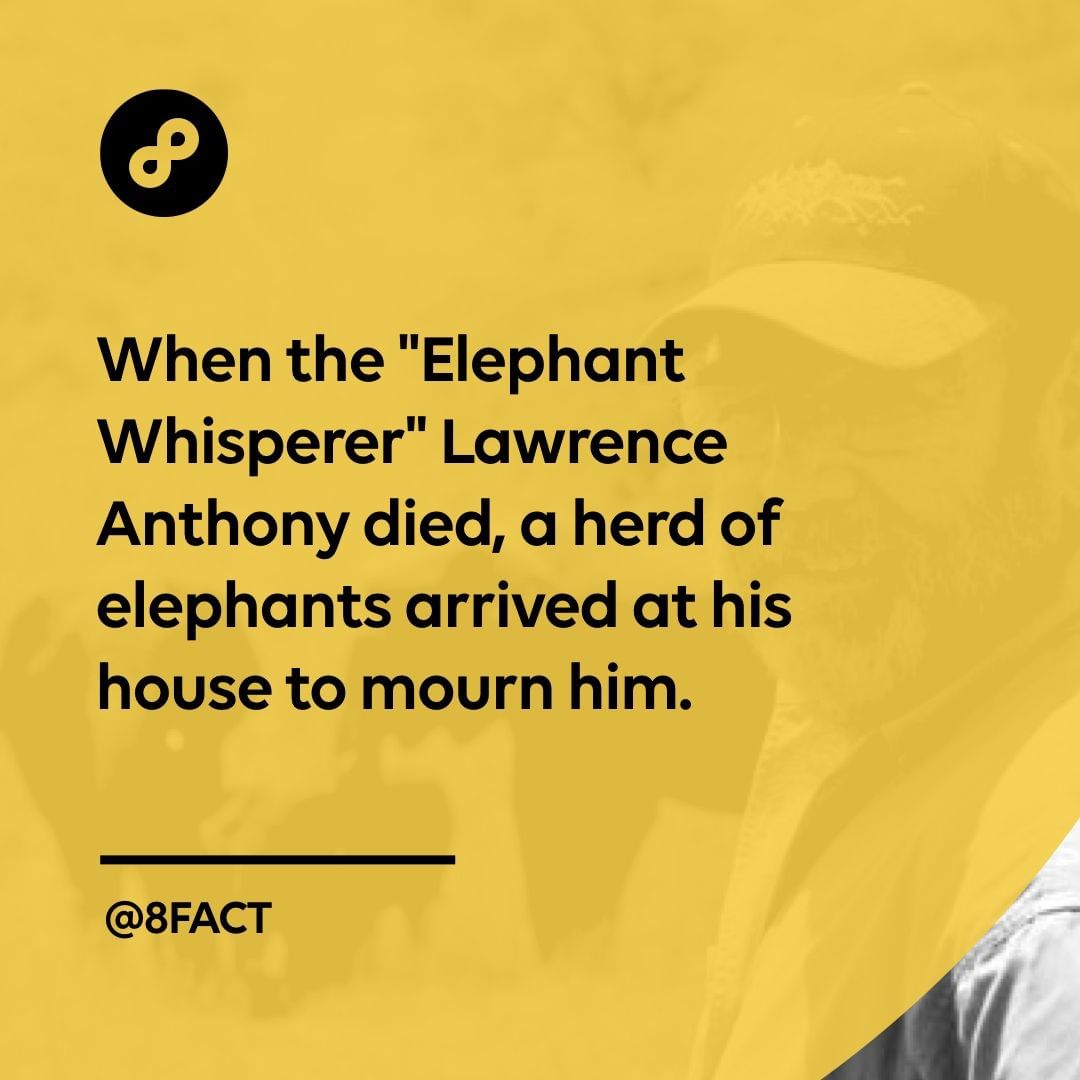 When the "Elephant
Whisperer" Lawrence
Anthony died, a herd of
elephants arrived at his
house to mourn him.
@8FACT